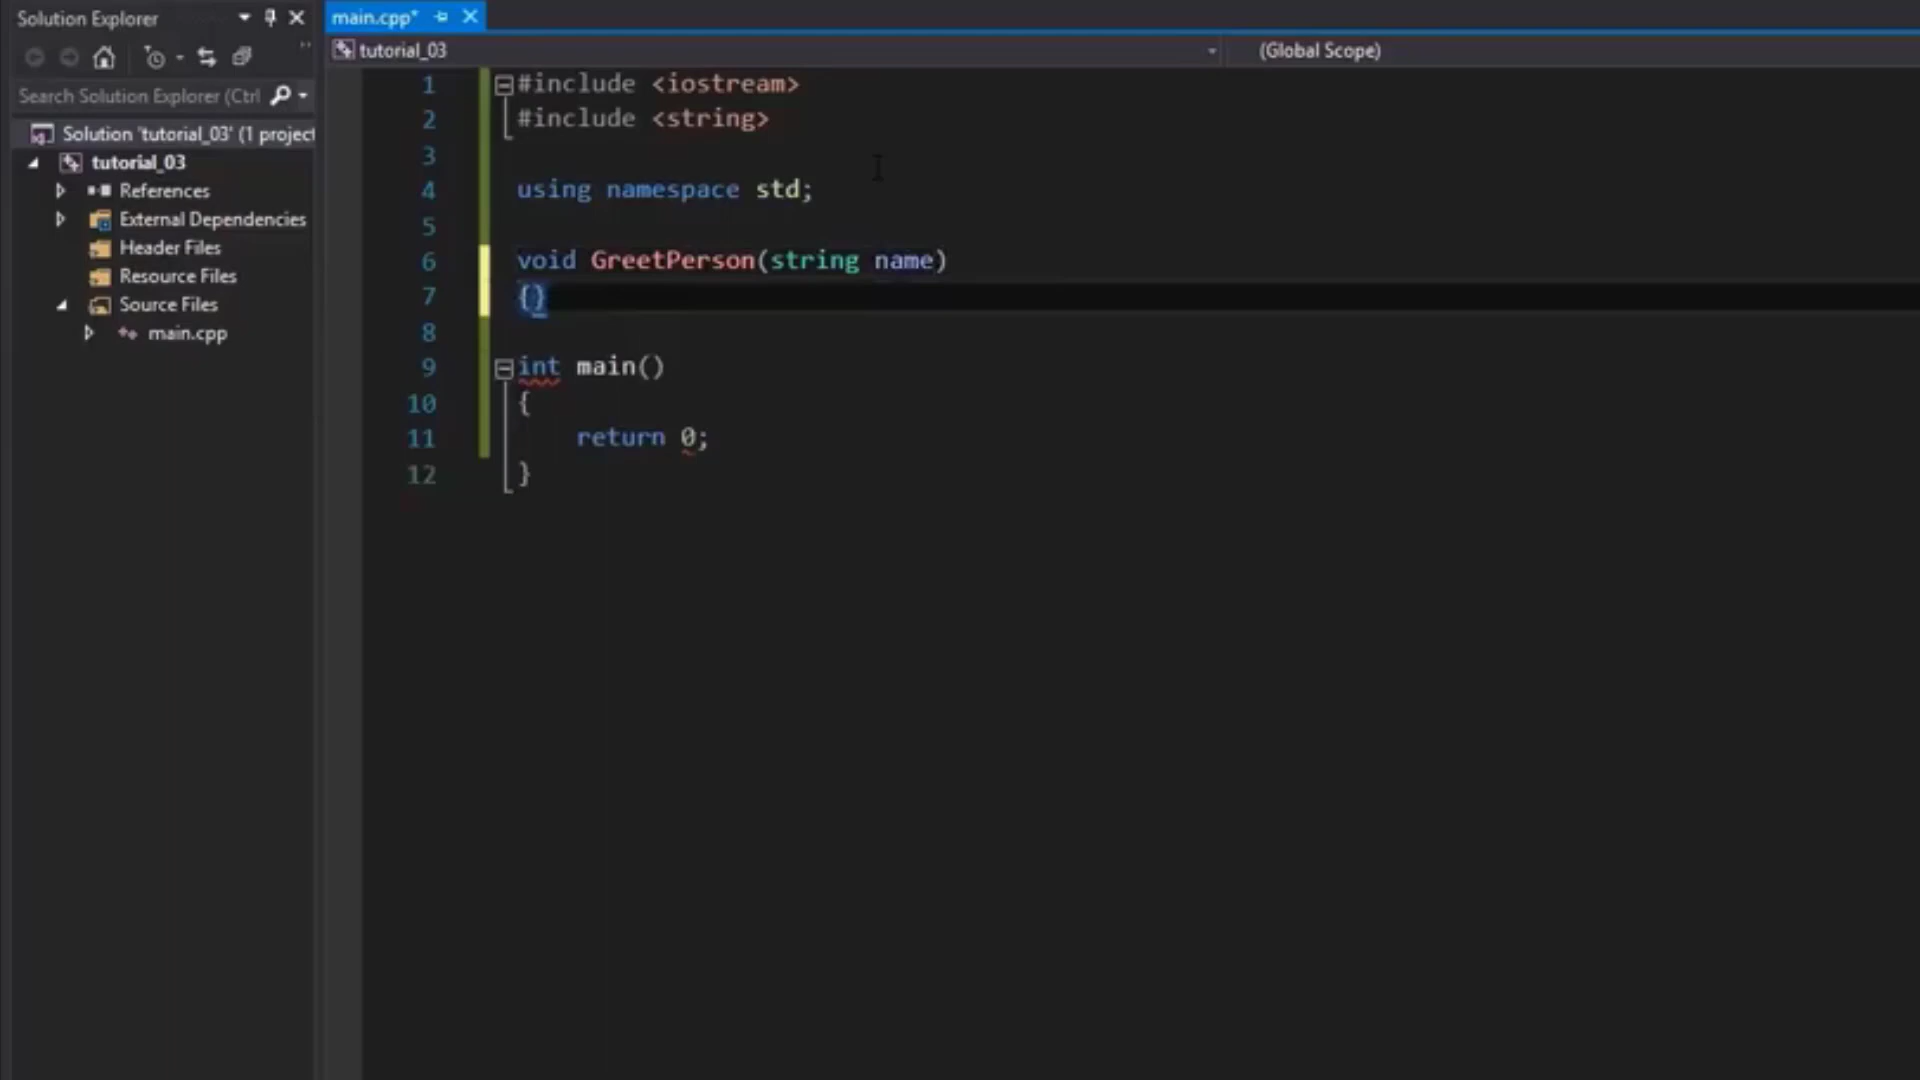 Solution Explorer
Search Solution Explorer (Ctrl
Solution 'tutorial_03' (1 project
tutorial_03
References
External Dependencies
Header Files
Resource Files
Source Files
main.cpp
main.cpp*
tutorial_03
(Global Scope)
1 #include <iostream>
2 #include <string>
3
4 using namespace std;
5
6 void GreetPerson(string name)
7 {}
8
9 int main()
10 {
11 return 0;
12 }